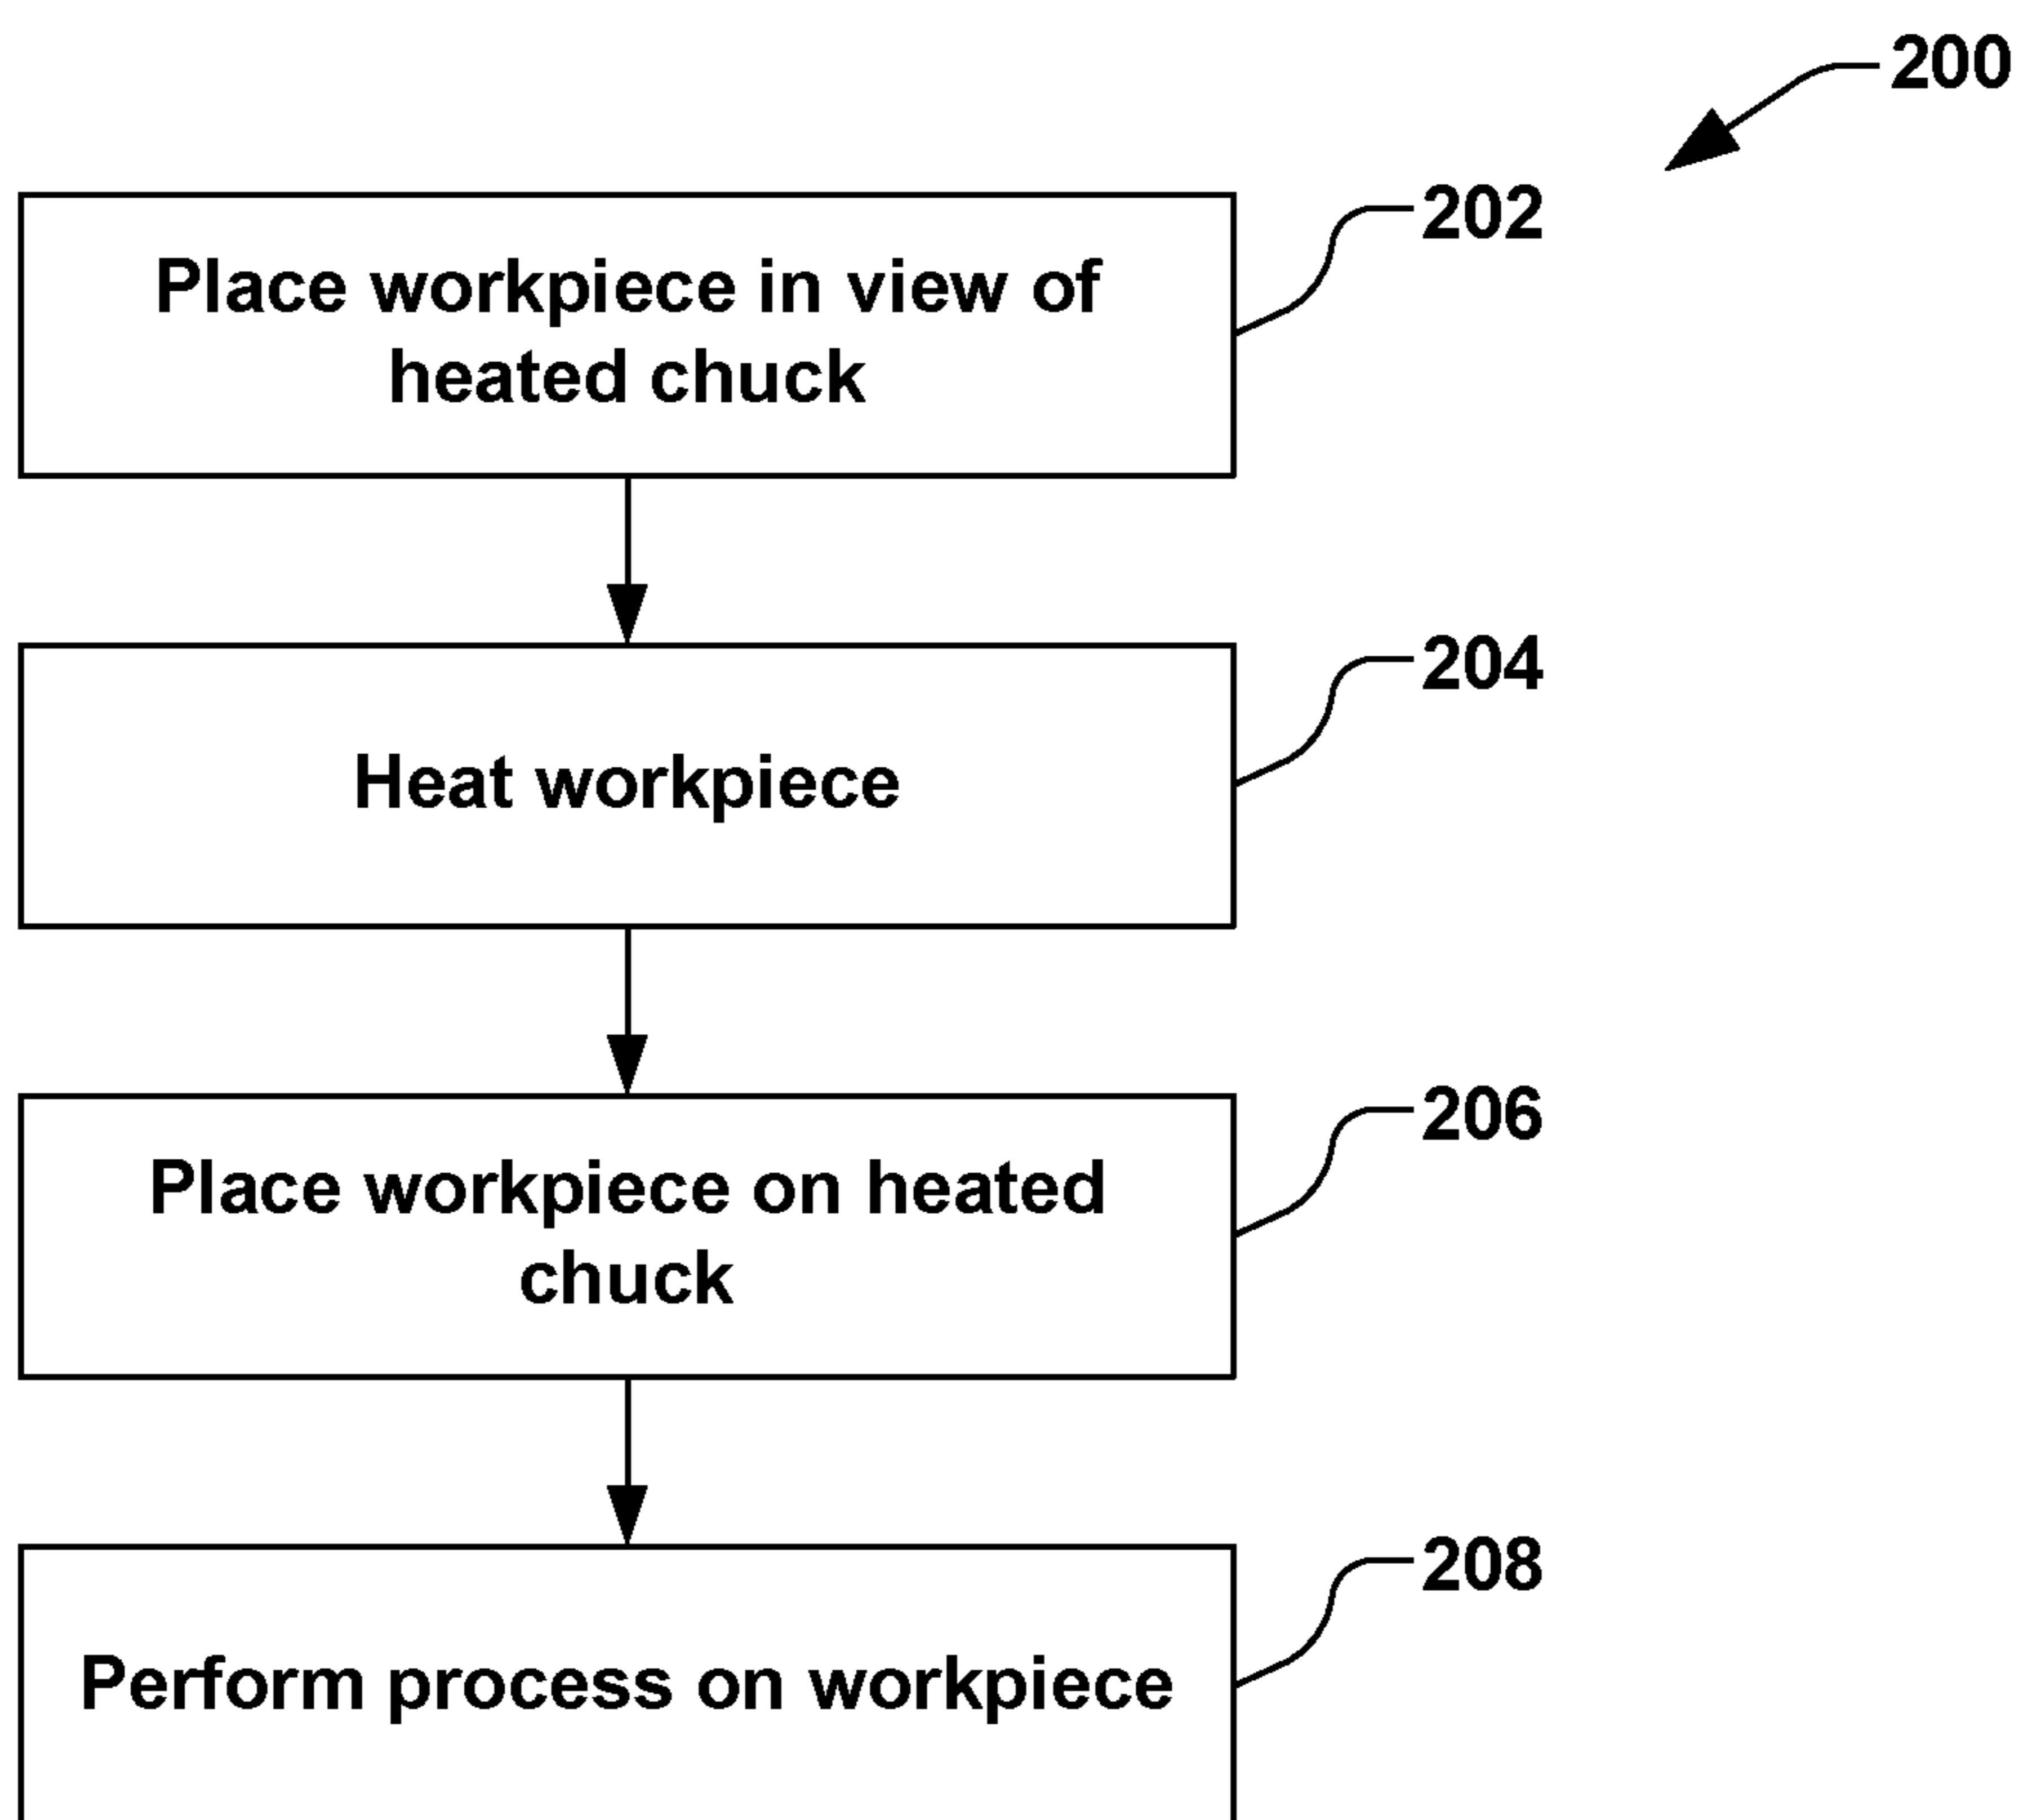 200
202
Place workpiece in view of
heated chuck
204
Heat workpiece
206
Place workpiece on heated
chuck
208
Perform process on workpiece